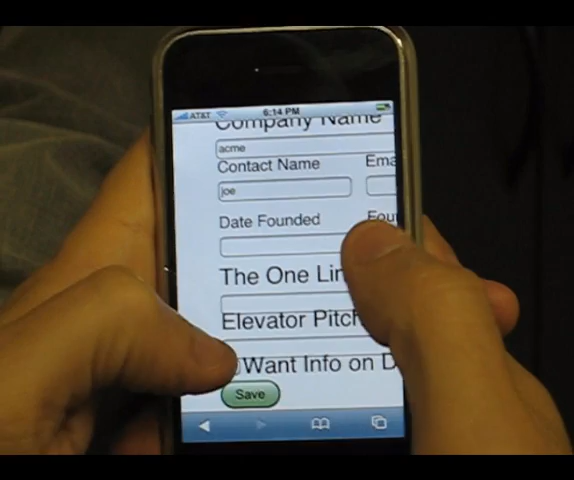 AT&T 6:14 PM
Company Name
acme
Contact Name Ema
joe
Date Founded Fou
The One Lin
Elevator Pitch
Want Info on D
Save